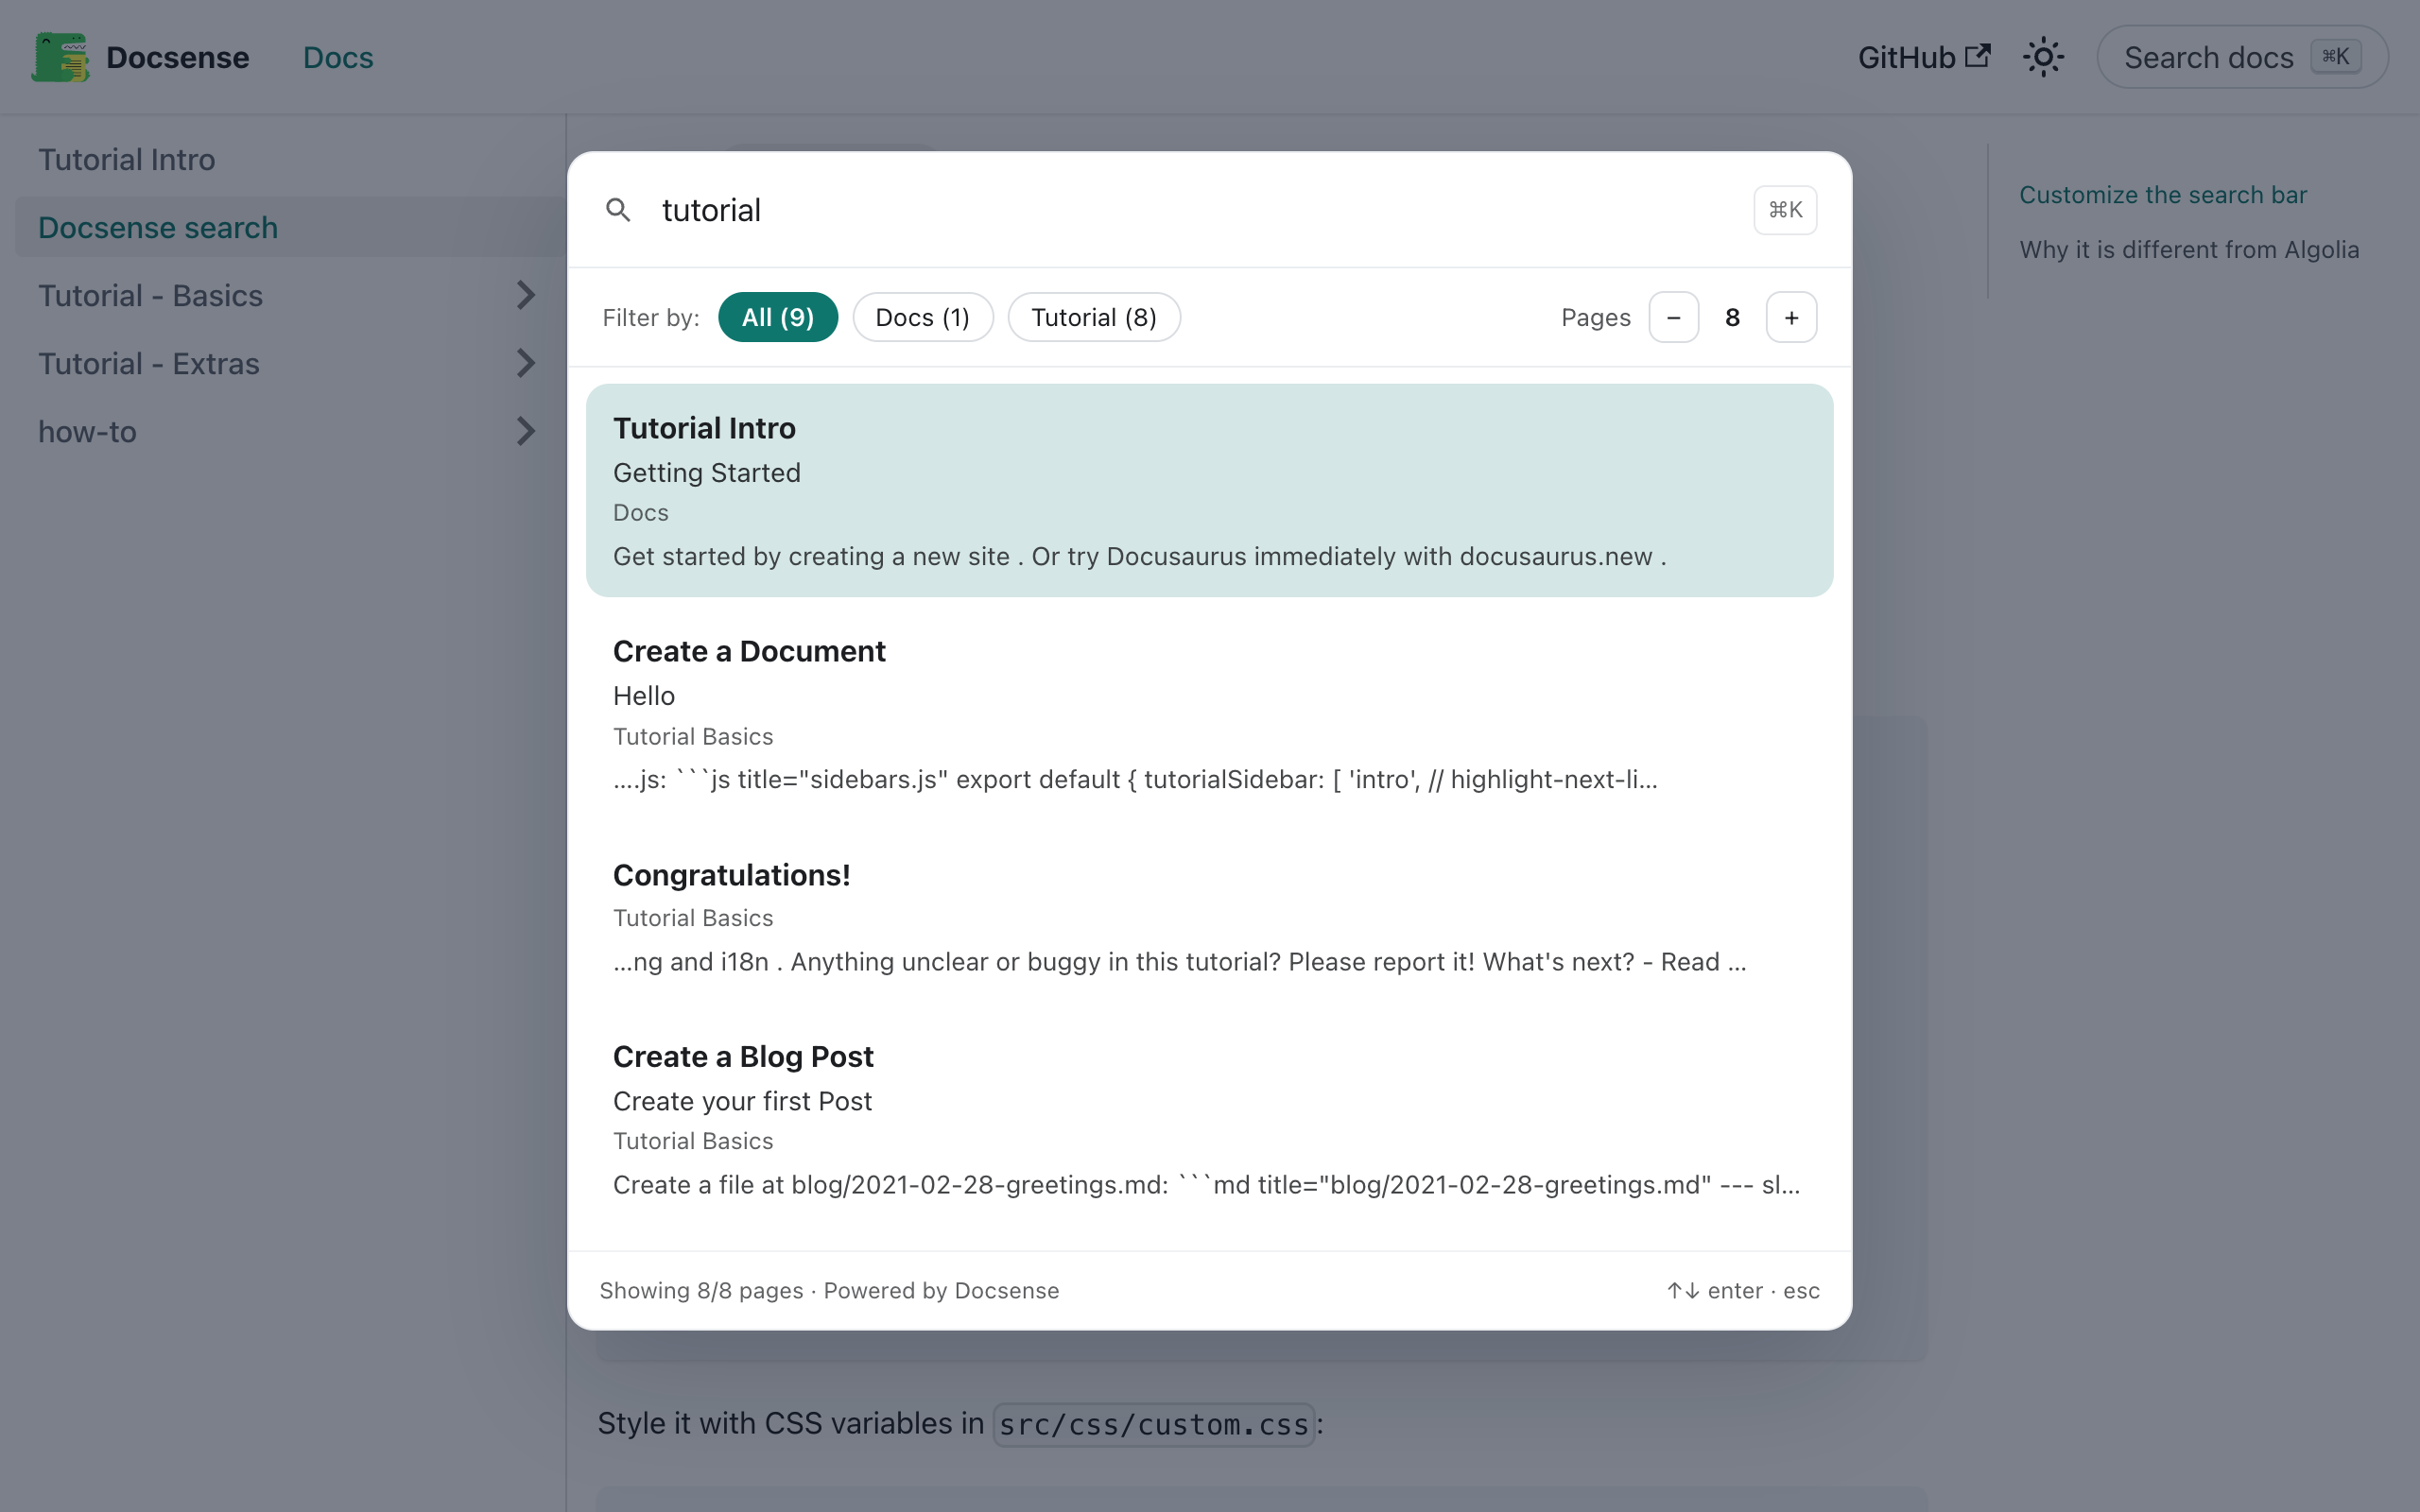 Docsense
Docs
GitHub
Search docs ⌘K
Tutorial Intro
Docsense search
Tutorial - Basics
Tutorial - Extras
how-to
tutorial
⌘K
Filter by: All (9) Docs (1) Tutorial (8)
Pages − 8 +
Tutorial Intro
Getting Started
Docs
Get started by creating a new site . Or try Docusaurus immediately with docusaurus.new .
Create a Document
Hello
Tutorial Basics
....js: ```js title="sidebars.js" export default { tutorialSidebar: [ 'intro', // highlight-next-li...
Congratulations!
Tutorial Basics
...ng and i18n . Anything unclear or buggy in this tutorial? Please report it! What's next? - Read ...
Create a Blog Post
Create your first Post
Tutorial Basics
Create a file at blog/2021-02-28-greetings.md: ```md title="blog/2021-02-28-greetings.md" --- sl...
Showing 8/8 pages · Powered by Docsense
↑↓ enter · esc
Customize the search bar
Why it is different from Algolia
Style it with CSS variables in src/css/custom.css: